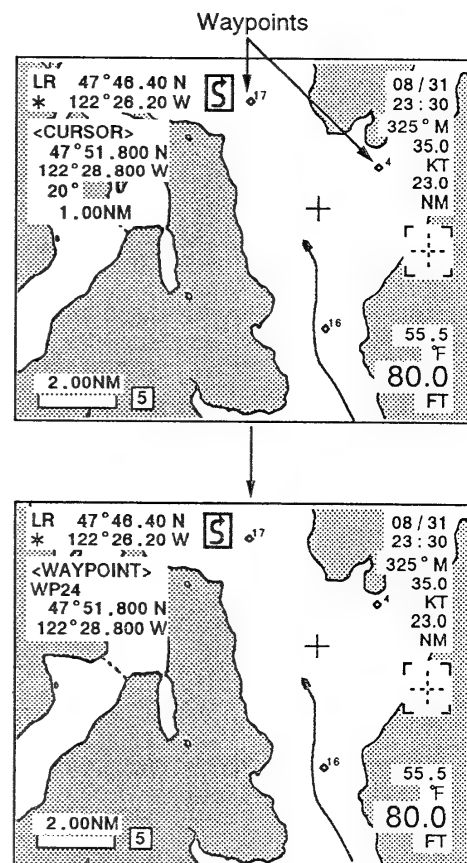 Waypoints
LR 47°46.40 N
* 122°26.20 W
<CURSOR>
47°51.800 N
122°28.800 W
20°
1.00NM
17
4
16
08/31
23:30
325°M
35.0
KT
23.0
NM
55.5
°F
80.0
FT
2.00NM
5
LR 47°46.40 N
* 122°26.20 W
<WAYPOINT>
WP24
47°51.800 N
122°28.800 W
17
4
16
08/31
23:30
325°M
35.0
KT
23.0
NM
55.5
°F
80.0
FT
2.00NM
5